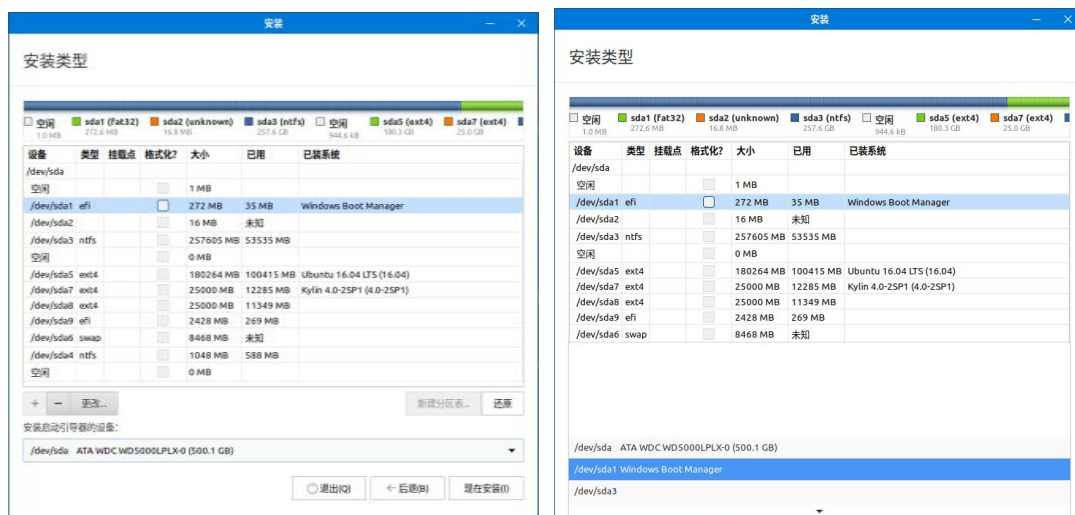 安装
安装类型
空闲 sda1 (fat32) sda2 (unknown) sda3 (ntfs) 空闲 sda5 (ext4) sda7 (ext4)
1.0 MB 272.6 MB 16.8 MB 257.6 GB 944.6 kB 180.3 GB 25.0 GB
设备 类型 挂载点 格式化? 大小 已用 已装系统
/dev/sda
空闲 1 MB
/dev/sda1 efi 272 MB 35 MB Windows Boot Manager
/dev/sda2 16 MB 未知
/dev/sda3 ntfs 257605 MB 53535 MB
空闲 0 MB
/dev/sda5 ext4 180264 MB 100415 MB Ubuntu 16.04 LTS (16.04)
/dev/sda7 ext4 25000 MB 12285 MB Kylin 4.0-2SP1 (4.0-2SP1)
/dev/sda8 ext4 25000 MB 11349 MB
/dev/sda9 efi 2428 MB 269 MB
/dev/sda6 swap 8468 MB 未知
/dev/sda4 ntfs 1048 MB 588 MB
空闲 0 MB
+ − 更改... 新建分区表... 还原
安装启动引导器的设备:
/dev/sda ATA WDC WD5000LPLX-0 (500.1 GB)
退出(Q) 后退(B) 现在安装(I)
安装
安装类型
空闲 sda1 (fat32) sda2 (unknown) sda3 (ntfs) 空闲 sda5 (ext4) sda7 (ext4)
1.0 MB 272.6 MB 16.8 MB 257.6 GB 944.6 kB 180.3 GB 25.0 GB
设备 类型 挂载点 格式化? 大小 已用 已装系统
/dev/sda
空闲 1 MB
/dev/sda1 efi 272 MB 35 MB Windows Boot Manager
/dev/sda2 16 MB 未知
/dev/sda3 ntfs 257605 MB 53535 MB
空闲 0 MB
/dev/sda5 ext4 180264 MB 100415 MB Ubuntu 16.04 LTS (16.04)
/dev/sda7 ext4 25000 MB 12285 MB Kylin 4.0-2SP1 (4.0-2SP1)
/dev/sda8 ext4 25000 MB 11349 MB
/dev/sda9 efi 2428 MB 269 MB
/dev/sda6 swap 8468 MB 未知
/dev/sda ATA WDC WD5000LPLX-0 (500.1 GB)
/dev/sda1 Windows Boot Manager
/dev/sda3